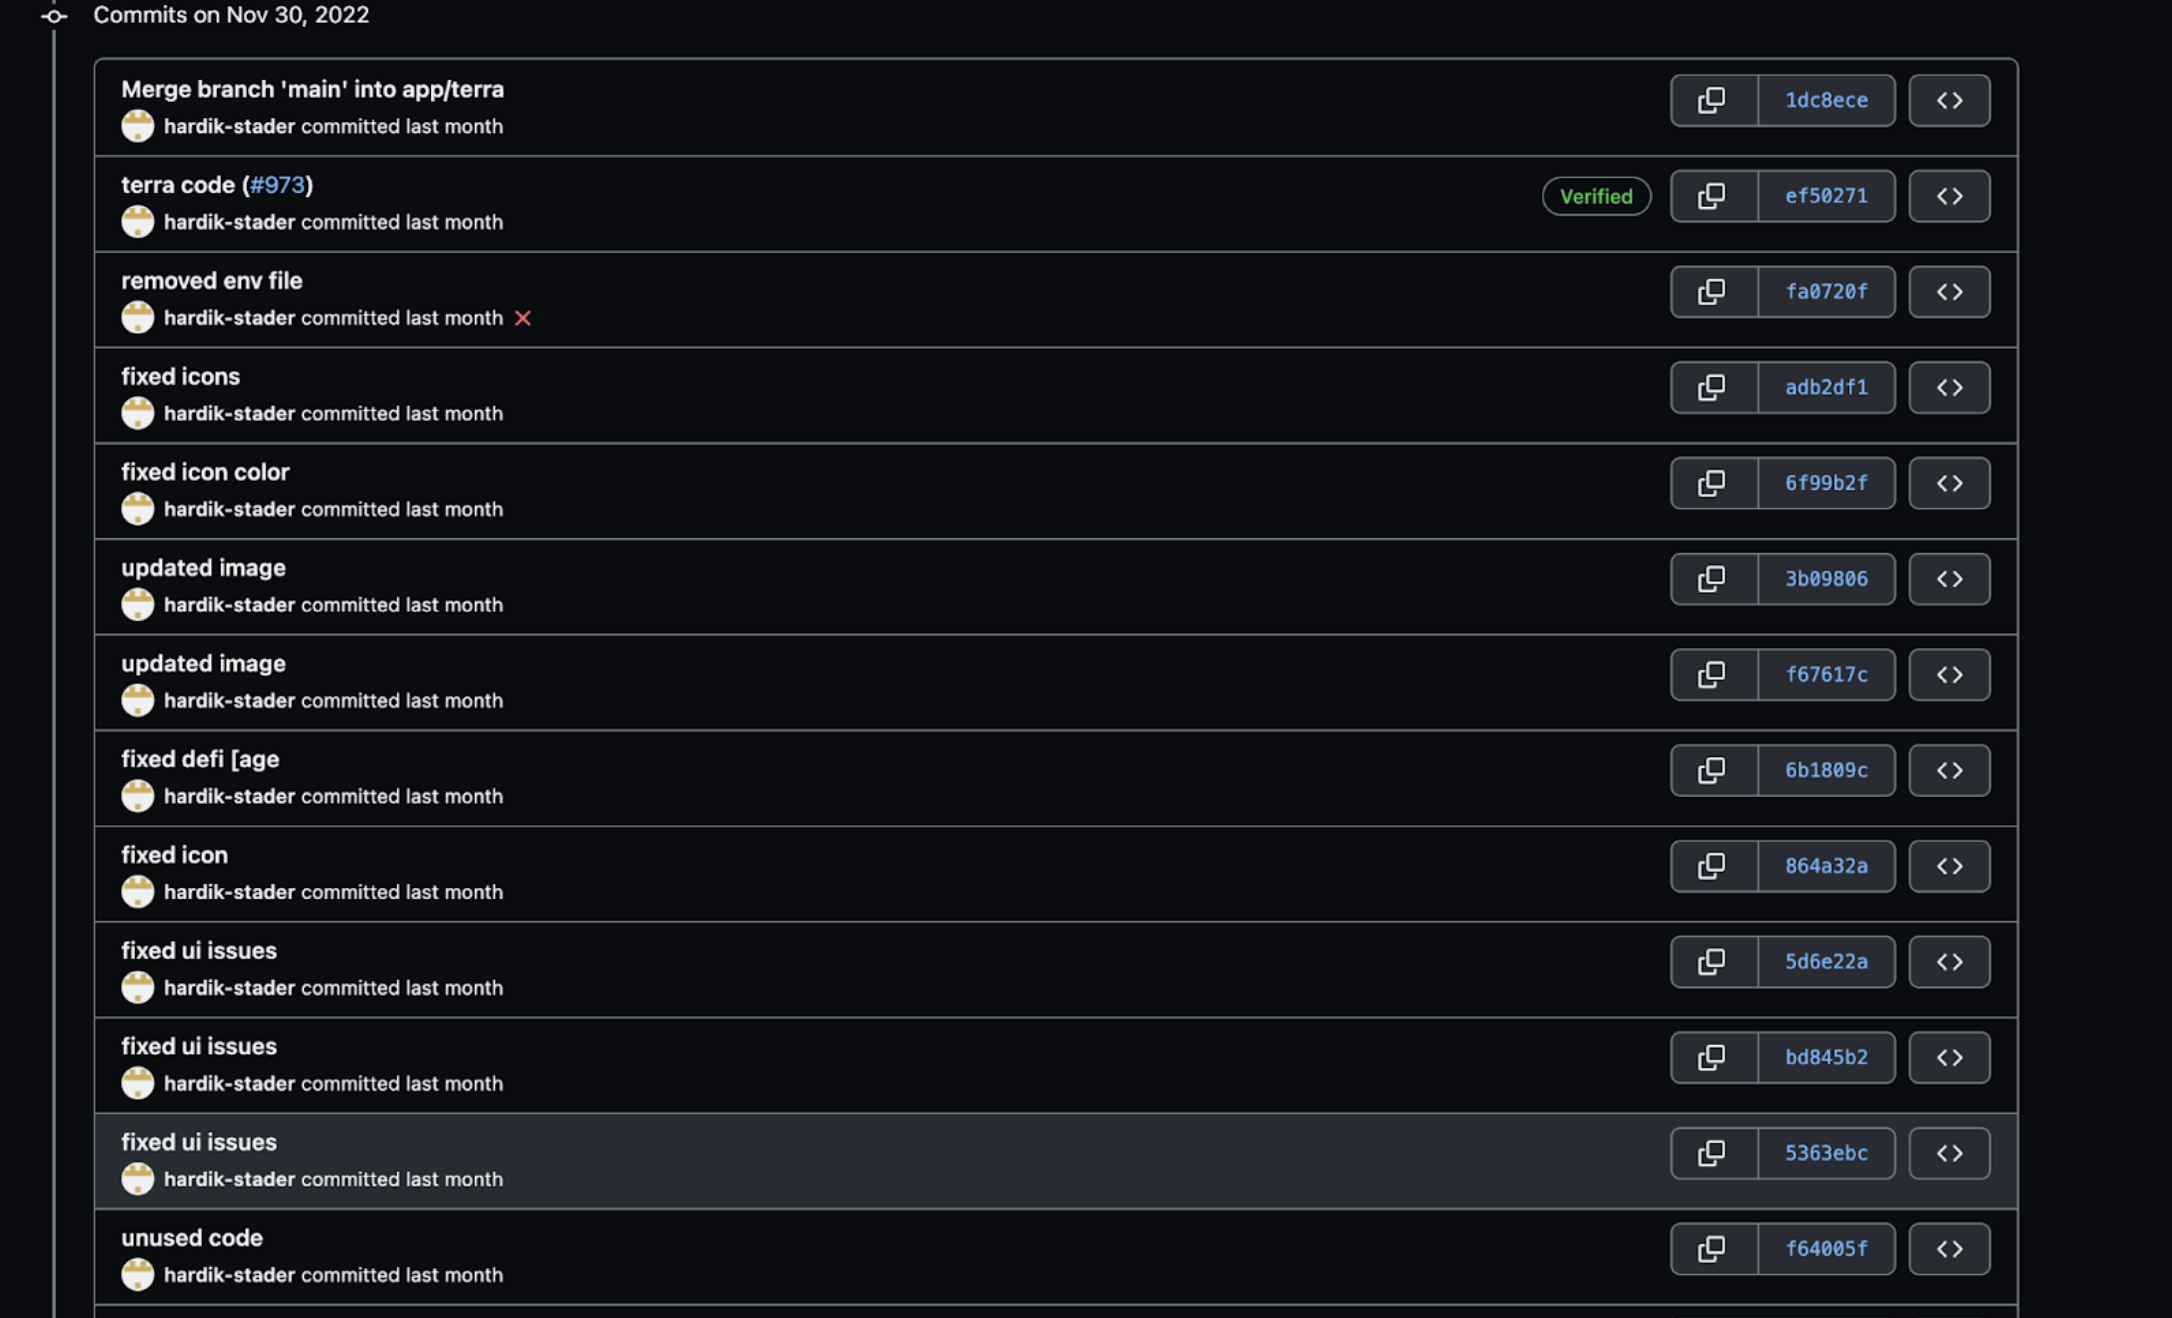 Commits on Nov 30, 2022
Merge branch 'main' into app/terra
1dc8ece
hardik-stader committed last month
terra code (#973)
Verified
ef50271
hardik-stader committed last month
removed env file
fa0720f
hardik-stader committed last month
fixed icons
adb2df1
hardik-stader committed last month
fixed icon color
6f99b2f
hardik-stader committed last month
updated image
3b09806
hardik-stader committed last month
updated image
f67617c
hardik-stader committed last month
fixed defi [age
6b1809c
hardik-stader committed last month
fixed icon
864a32a
hardik-stader committed last month
fixed ui issues
5d6e22a
hardik-stader committed last month
fixed ui issues
bd845b2
hardik-stader committed last month
fixed ui issues
5363ebc
hardik-stader committed last month
unused code
f64005f
hardik-stader committed last month